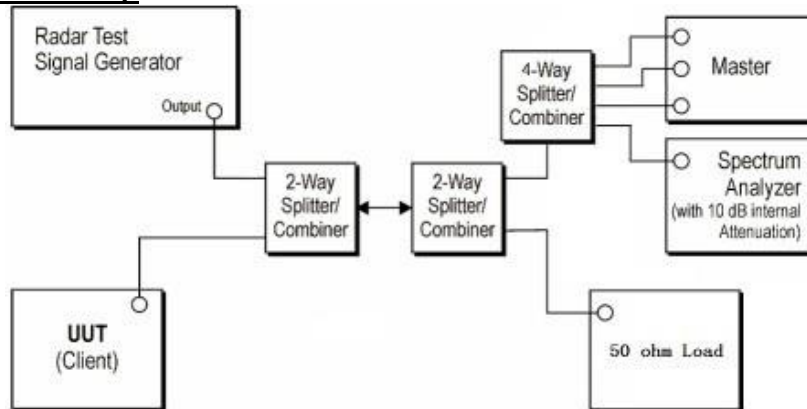 Radar Test
Signal Generator
Output
4-Way
Splitter/
Combiner
Master
2-Way
Splitter/
Combiner
2-Way
Splitter/
Combiner
Spectrum
Analyzer
(with 10 dB internal
Attenuation)
UUT
(Client)
50 ohm Load